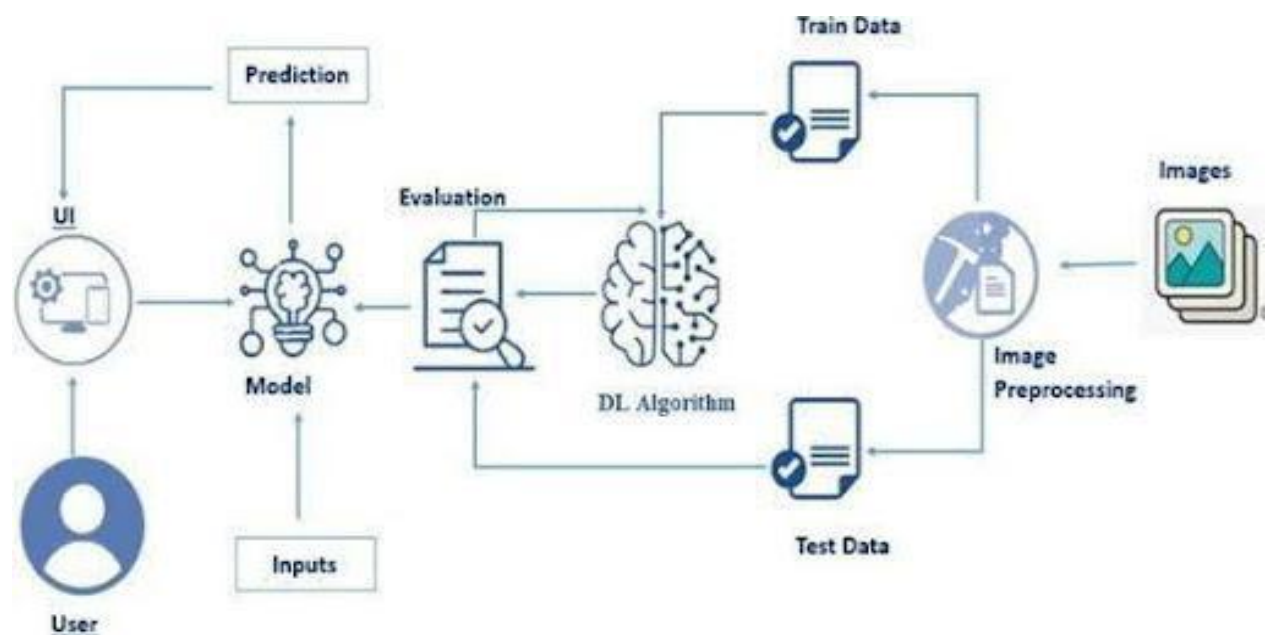 Train Data
Prediction
Images
Evaluation
UI
Image
Preprocessing
Model
DL Algorithm
Test Data
Inputs
User